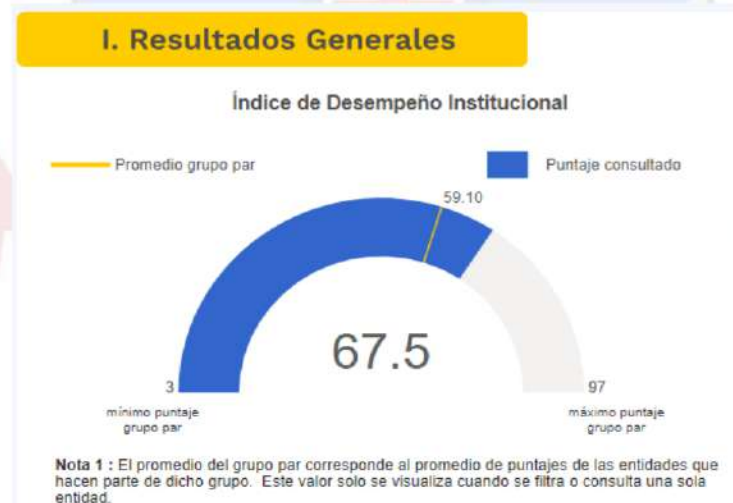 I. Resultados Generales
Índice de Desempeño Institucional
Promedio grupo par
Puntaje consultado
59.10
67.5
3
97
mínimo puntaje
grupo par
máximo puntaje
grupo par
Nota 1 : El promedio del grupo par corresponde al promedio de puntajes de las entidades que
hacen parte de dicho grupo. Este valor solo se visualiza cuando se filtra o consulta una sola
entidad.